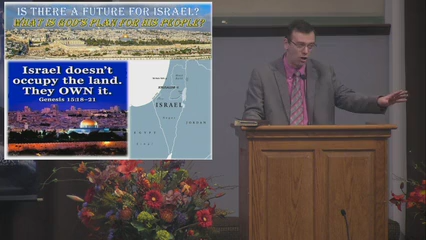 IS THERE A FUTURE FOR ISRAEL?
WHAT IS GOD'S PLAN FOR HIS PEOPLE?
Israel doesn't
occupy the land.
They OWN it.
Genesis 15:18-21
ISRAEL
JORDAN